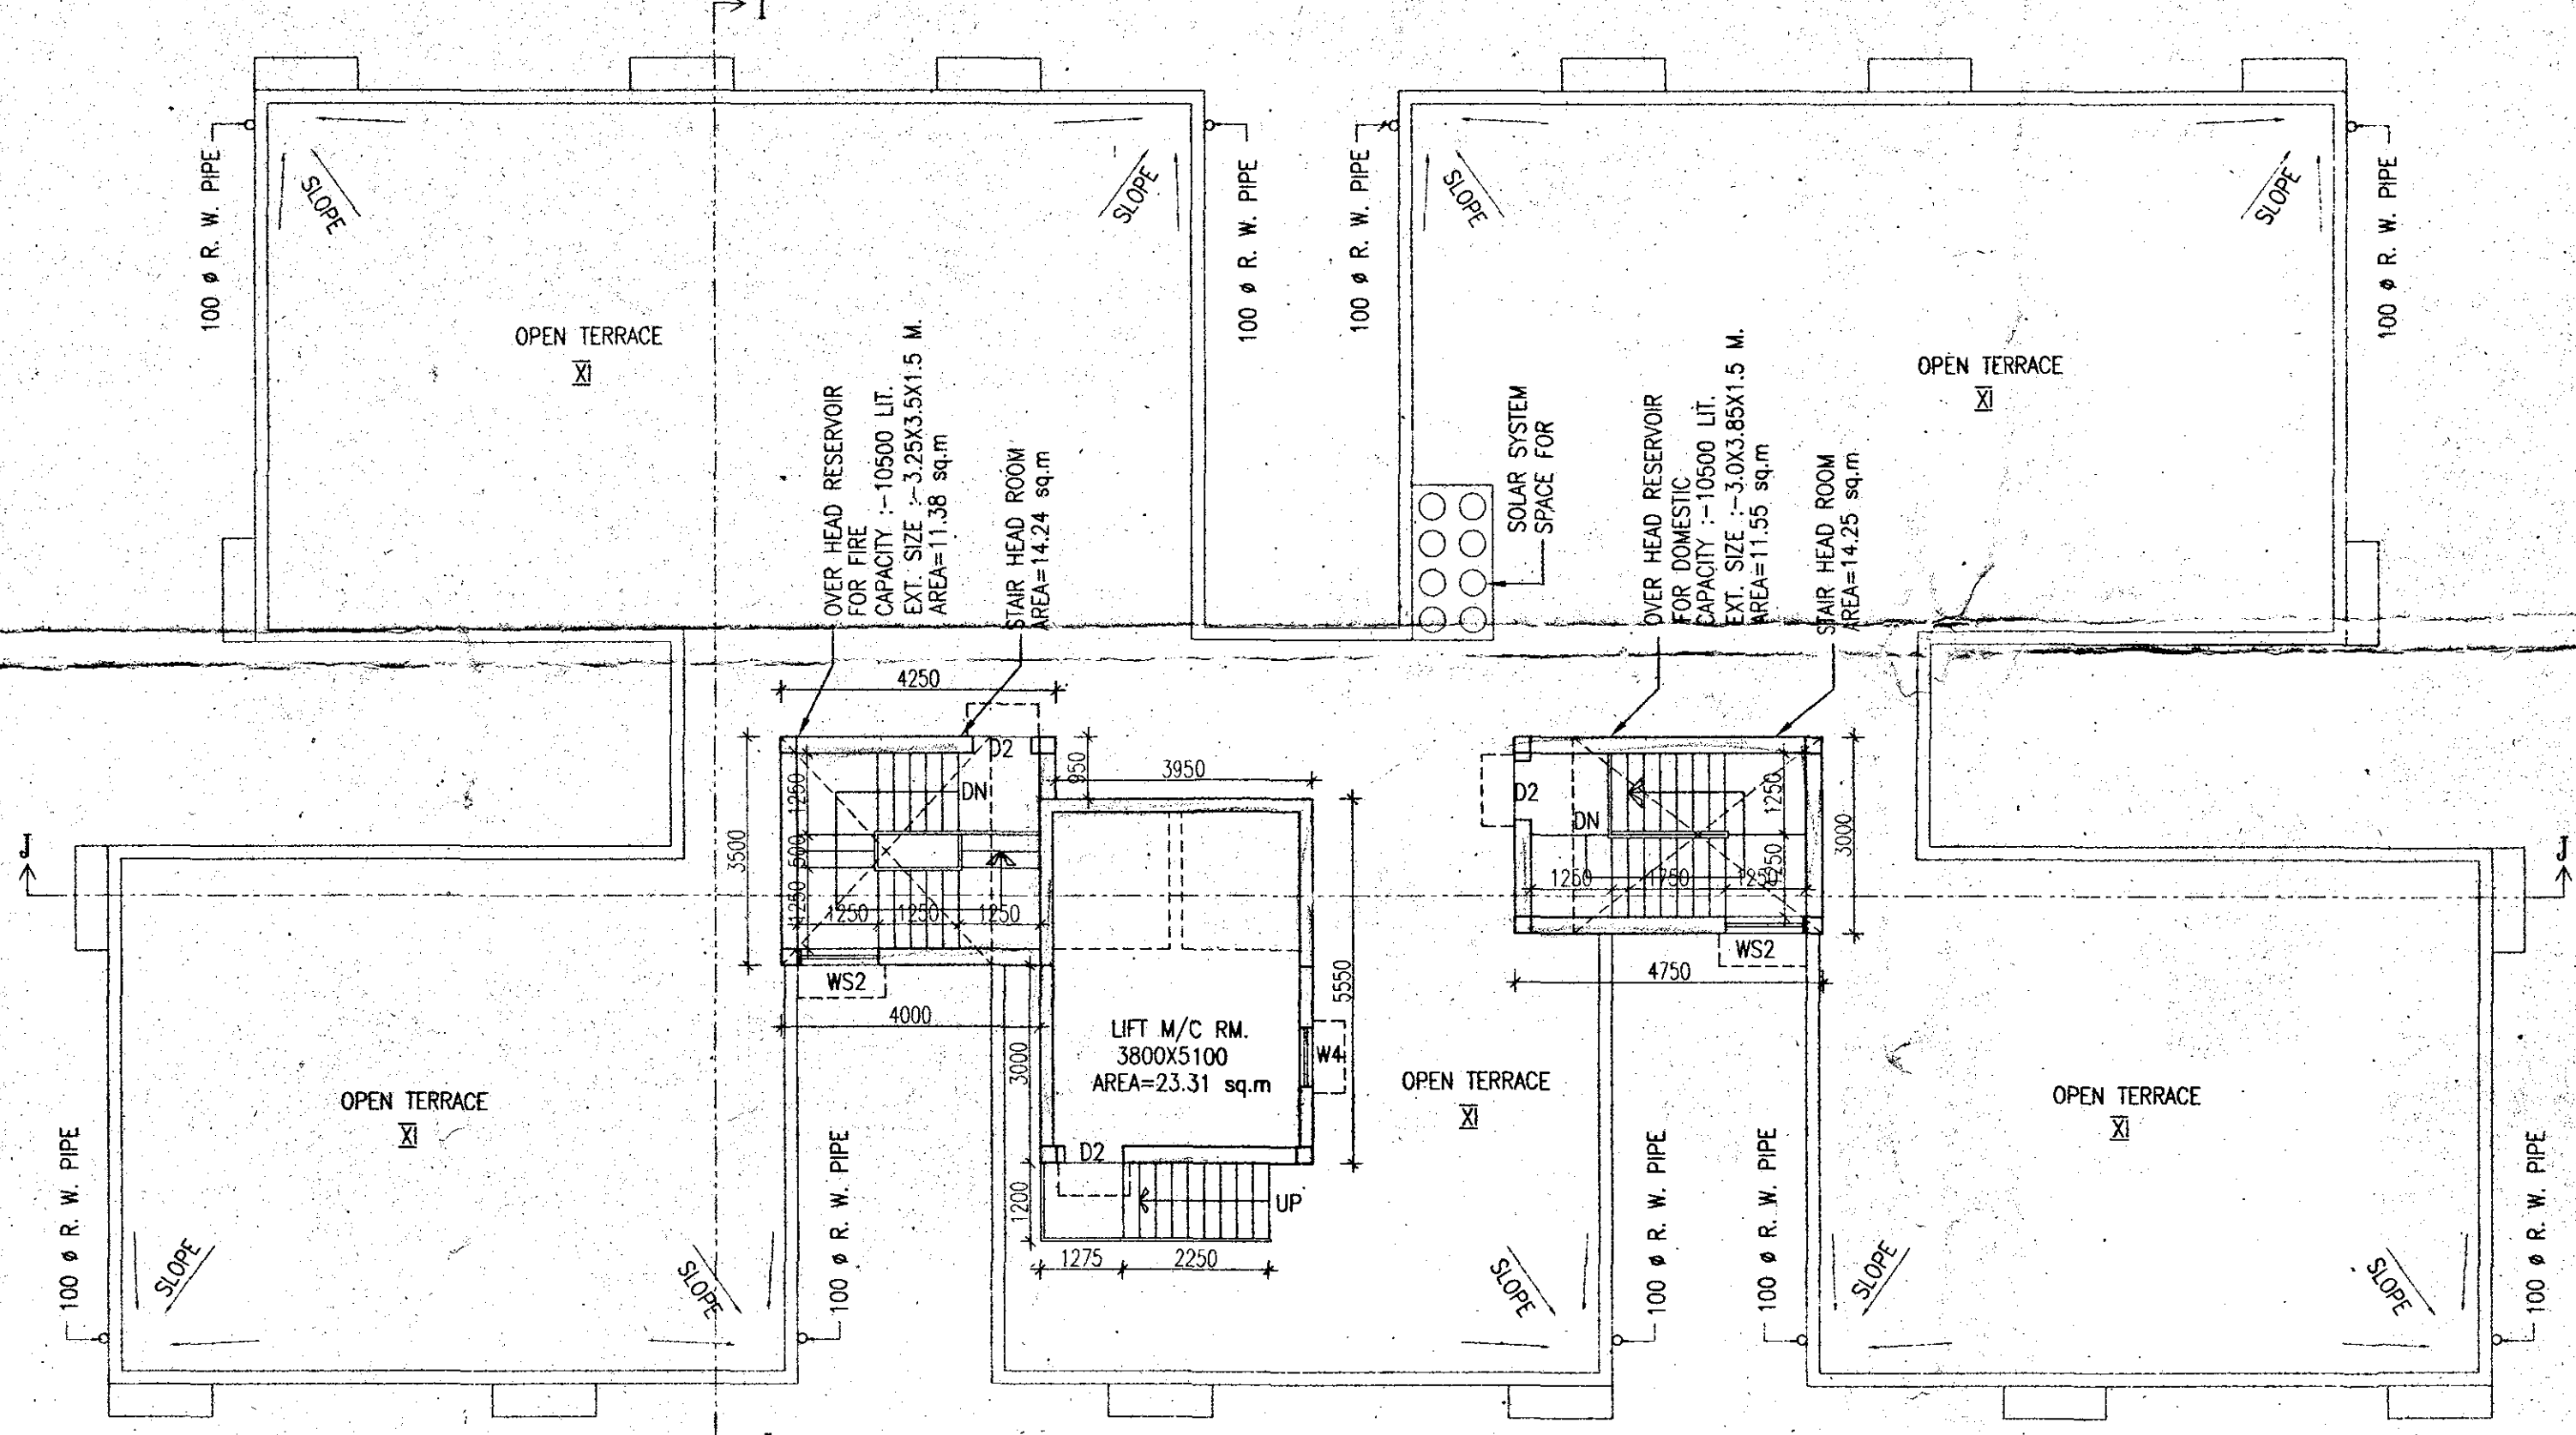 I
100 ø R. W. PIPE
SLOPE
SLOPE
100 ø R. W. PIPE
100 ø R. W. PIPE
SLOPE
SLOPE
100 ø R. W. PIPE
OPEN TERRACE
XI
OPEN TERRACE
XI
OVER HEAD RESERVOIR
FOR FIRE
CAPACITY :-10500 LIT.
EXT. SIZE :-3.25X3.5X1.5 M.
AREA=11.38 sq.m
STAIR HEAD ROOM
AREA=14.24 sq.m
SOLAR SYSTEM
SPACE FOR
OVER HEAD RESERVOIR
FOR DOMESTIC
CAPACITY :-10500 LIT.
EXT. SIZE :-3.0X3.85X1.5 M.
AREA=11.55 sq.m
STAIR HEAD ROOM
AREA=14.25 sq.m
4250
D2
950
3950
1250
DN
3500
500
1250
1250
1250
1250
WS2
4000
D2
DN
1250
3000
1250
1250
1750
1250
WS2
4750
5550
LIFT M/C RM.
3800X5100
AREA=23.31 sq.m
W4
3000
D2
1200
UP
1275
2250
OPEN TERRACE
XI
OPEN TERRACE
XI
OPEN TERRACE
XI
100 ø R. W. PIPE
SLOPE
SLOPE
100 ø R. W. PIPE
SLOPE
100 ø R. W. PIPE
100 ø R. W. PIPE
SLOPE
SLOPE
100 ø R. W. PIPE